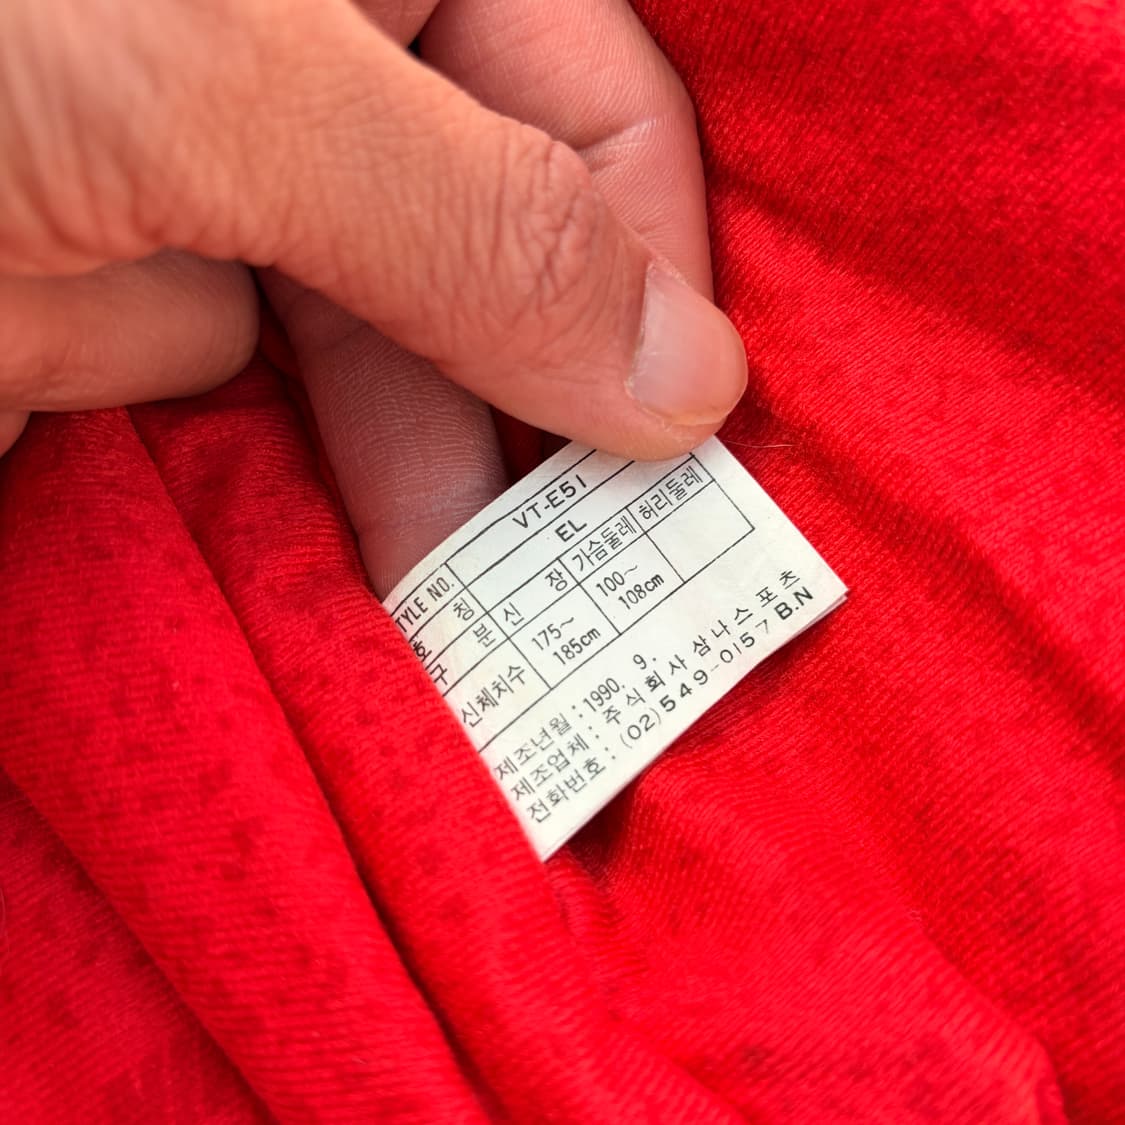 TYLE NO. VT-E51
호 칭 EL
구 분 신 장 가슴둘레 허리둘레
신체치수 175~185cm 100~108cm
제조년월 : 1990. 9.
제조업체 : 주식회사 삼나스포츠
전화번호 : (02)549-0157 B.N